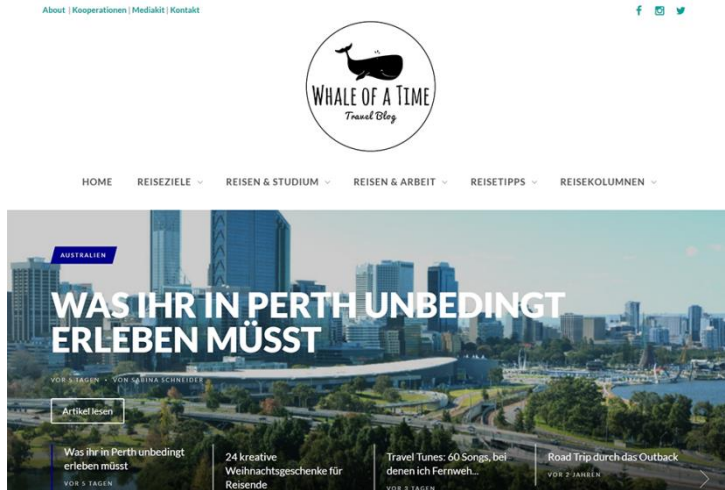 About | Kooperationen | Mediakit | Kontakt
WHALE OF A TIME
Travel Blog
HOME REISEZIELE REISEN & STUDIUM REISEN & ARBEIT REISETIPPS REISEKOLUMNEN
AUSTRALIEN
WAS IHR IN PERTH UNBEDINGT
ERLEBEN MÜSST
VOR 5 TAGEN • VON SABINA SCHNEIDER
Artikel lesen
Was ihr in Perth unbedingt
erleben müsst
VOR 5 TAGEN
24 kreative
Weihnachtsgeschenke für
Reisende
Travel Tunes: 60 Songs, bei
denen ich Fernweh...
VOR 5 TAGEN
Road Trip durch das Outback
VOR 2 JAHREN